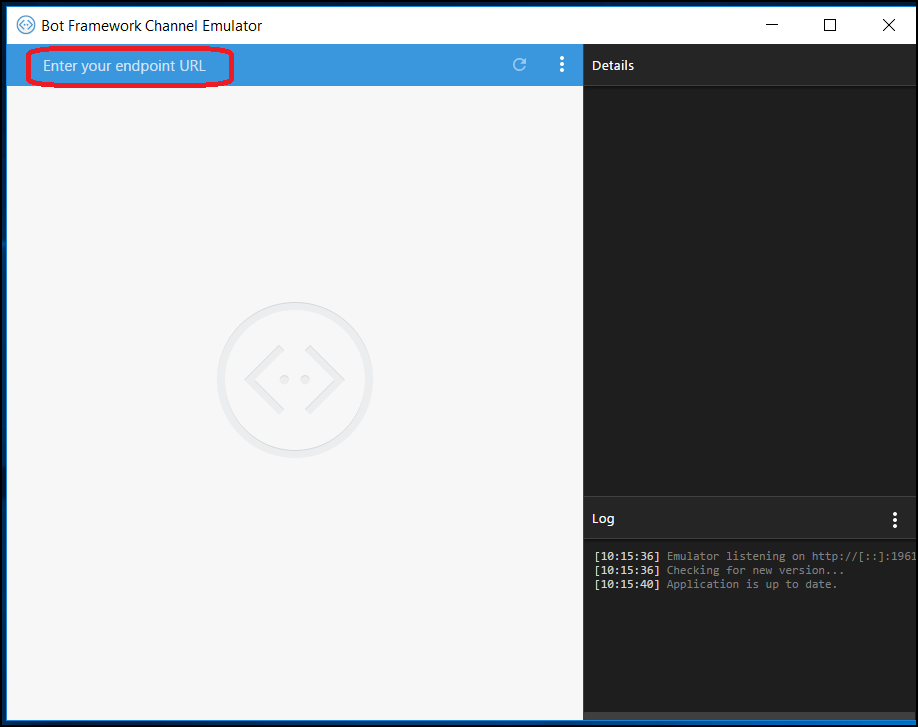 Bot Framework Channel Emulator
Enter your endpoint URL
Details
Log
[10:15:36] Emulator listening on http://[::]:1961
[10:15:36] Checking for new version...
[10:15:40] Application is up to date.